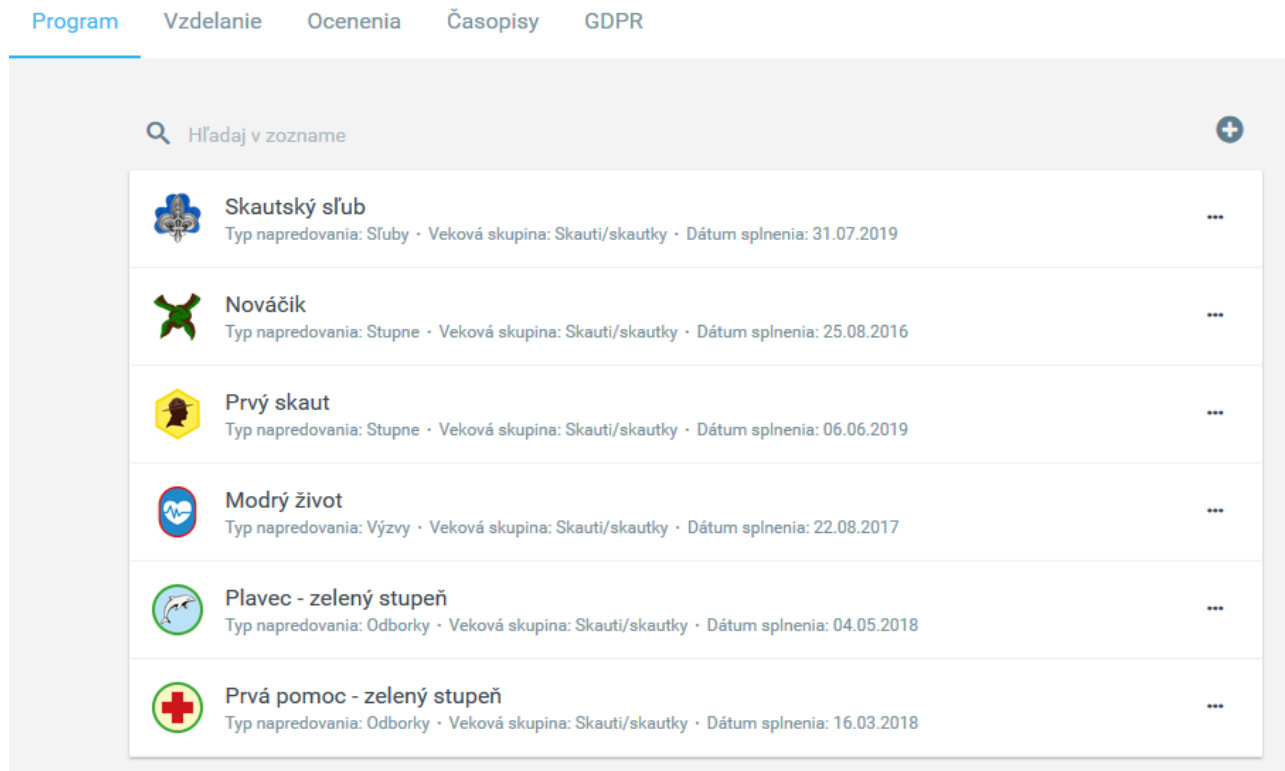 Program Vzdelanie Ocenenia Časopisy GDPR
Hľadaj v zozname
Skautský sľub
Typ napredovania: Sľuby · Veková skupina: Skauti/skautky · Dátum splnenia: 31.07.2019
Nováčik
Typ napredovania: Stupne · Veková skupina: Skauti/skautky · Dátum splnenia: 25.08.2016
Prvý skaut
Typ napredovania: Stupne · Veková skupina: Skauti/skautky · Dátum splnenia: 06.06.2019
Modrý život
Typ napredovania: Výzvy · Veková skupina: Skauti/skautky · Dátum splnenia: 22.08.2017
Plavec - zelený stupeň
Typ napredovania: Odborky · Veková skupina: Skauti/skautky · Dátum splnenia: 04.05.2018
Prvá pomoc - zelený stupeň
Typ napredovania: Odborky · Veková skupina: Skauti/skautky · Dátum splnenia: 16.03.2018